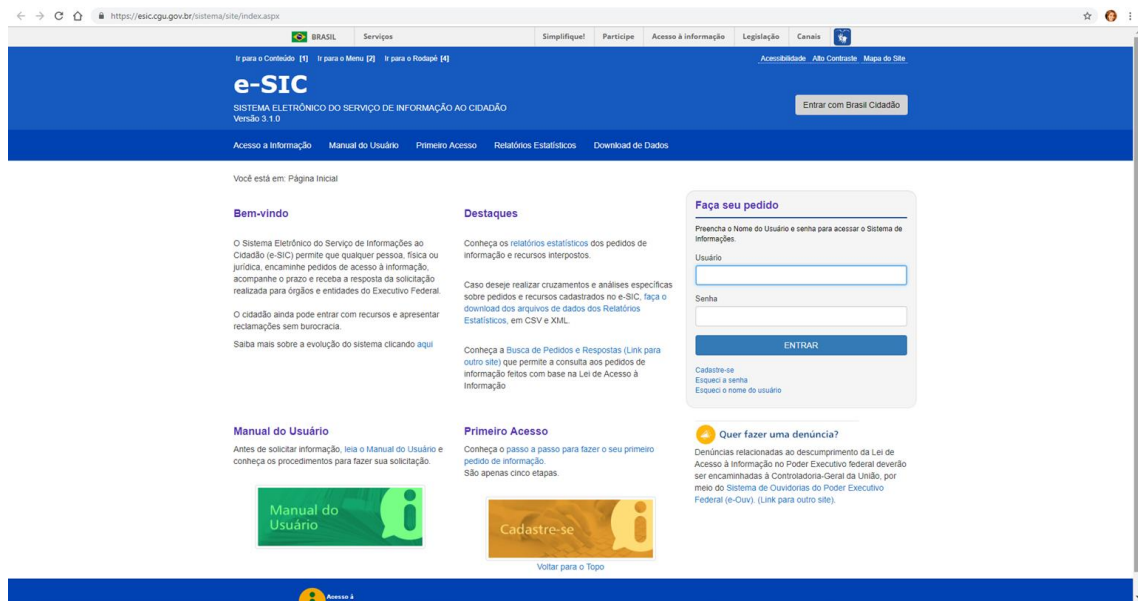 https://esic.cgu.gov.br/sistema/site/index.aspx
BRASIL Serviços Simplifique! Participe Acesso à informação Legislação Canais
Ir para o Conteúdo [1] Ir para o Menu [2] Ir para o Rodapé [4] Acessibilidade Alto Contraste Mapa do Site
e-SIC
SISTEMA ELETRÔNICO DO SERVIÇO DE INFORMAÇÃO AO CIDADÃO
Versão 3.1.0
Entrar com Brasil Cidadão
Acesso a Informação Manual do Usuário Primeiro Acesso Relatórios Estatísticos Download de Dados
Você está em: Página Inicial
Bem-vindo
O Sistema Eletrônico do Serviço de Informações ao
Cidadão (e-SIC) permite que qualquer pessoa, física ou
jurídica, encaminhe pedidos de acesso à informação,
acompanhe o prazo e receba a resposta da solicitação
realizada para órgãos e entidades do Executivo Federal.
O cidadão ainda pode entrar com recursos e apresentar
reclamações sem burocracia.
Saiba mais sobre a evolução do sistema clicando aqui
Destaques
Conheça os relatórios estatísticos dos pedidos de
informação e recursos interpostos.
Caso deseje realizar cruzamentos e análises específicas
sobre pedidos e recursos cadastrados no e-SIC, faça o
download dos arquivos de dados dos Relatórios
Estatísticos, em CSV e XML.
Conheça a Busca de Pedidos e Respostas (Link para
outro site) que permite a consulta aos pedidos de
informação feitos com base na Lei de Acesso à
Informação
Faça seu pedido
Preencha o Nome do Usuário e senha para acessar o Sistema de
Informações.
Usuário
Senha
ENTRAR
Cadastre-se
Esqueci a senha
Esqueci o nome do usuário
Manual do Usuário
Antes de solicitar informação, leia o Manual do Usuário e
conheça os procedimentos para fazer sua solicitação.
Manual do
Usuário
Primeiro Acesso
Conheça o passo a passo para fazer o seu primeiro
pedido de informação.
São apenas cinco etapas.
Cadastre-se
Voltar para o Topo
Quer fazer uma denúncia?
Denúncias relacionadas ao descumprimento da Lei de
Acesso à Informação no Poder Executivo federal deverão
ser encaminhadas à Controladoria-Geral da União, por
meio do Sistema de Ouvidorias do Poder Executivo
Federal (e-Ouv). (Link para outro site).
Acesso à